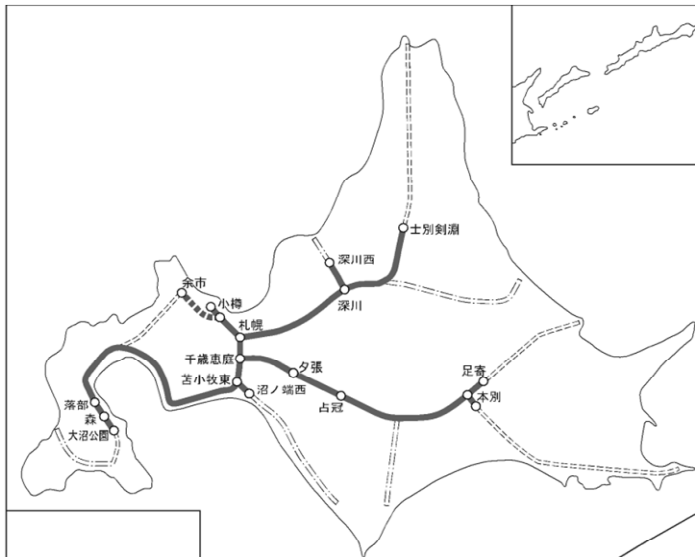 士別剣淵
深川西
余市
小樽
深川
札幌
千歳恵庭
夕張
足寄
苫小牧東
沼ノ端西
占冠
本別
落部
森
大沼公園